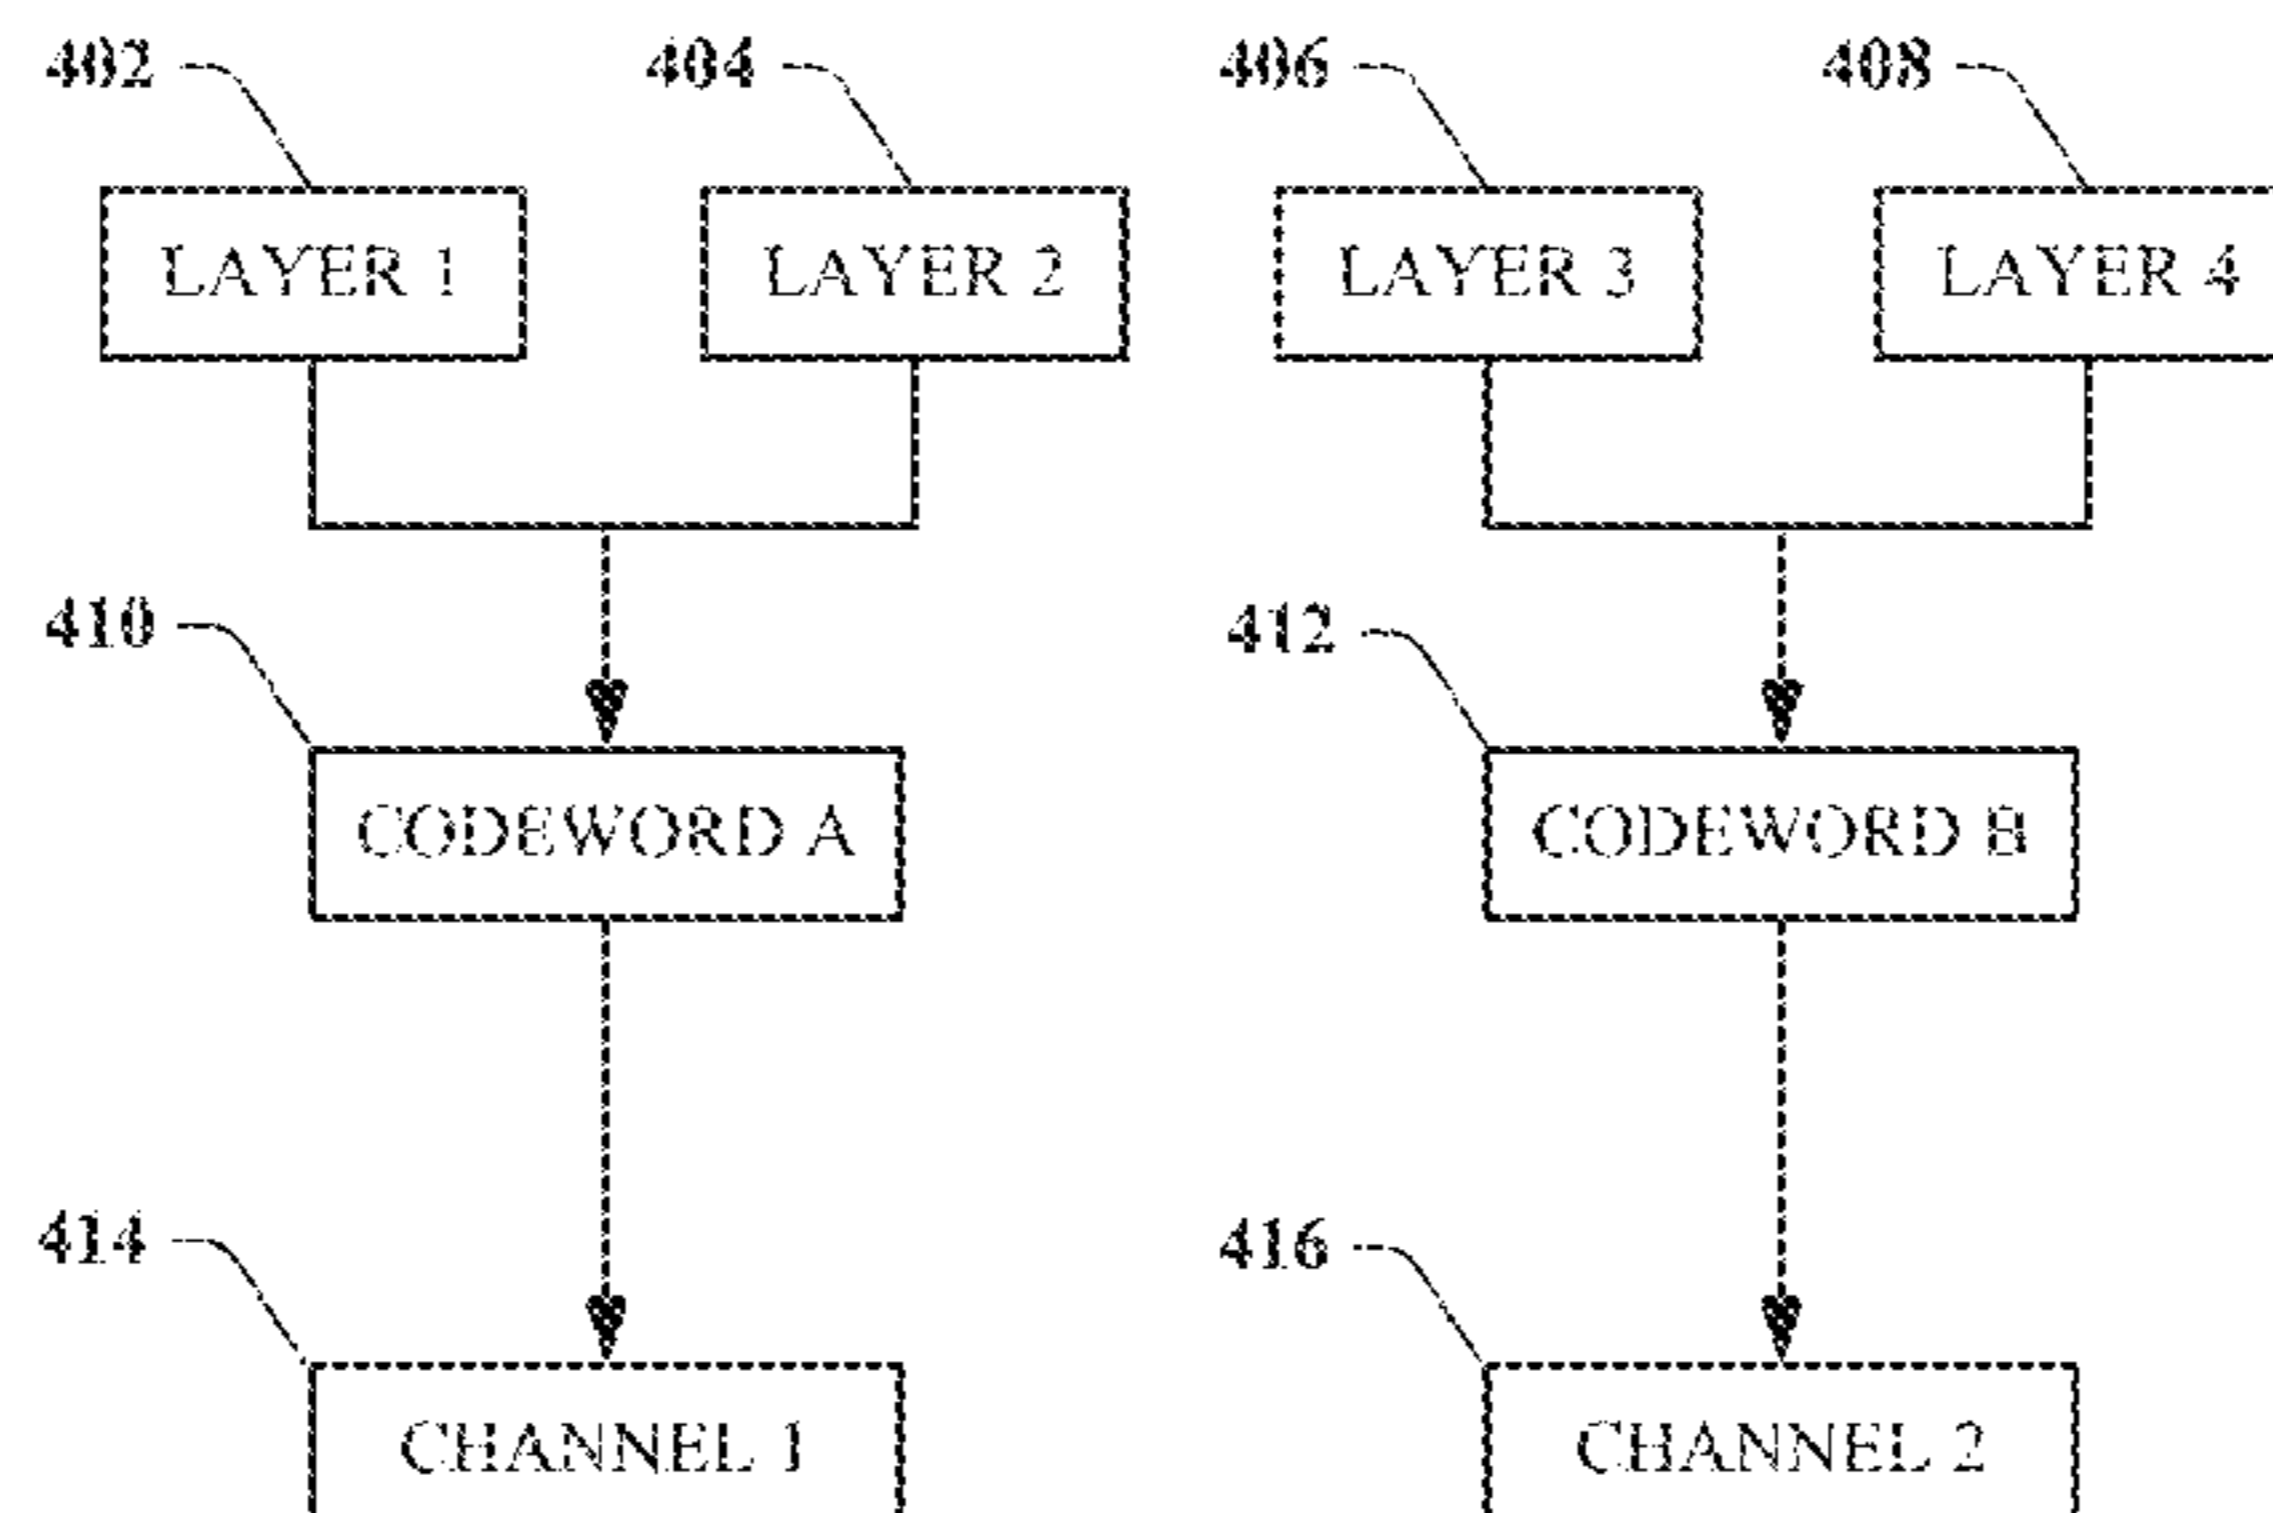 402 404 406 408
LAYER 1 LAYER 2 LAYER 3 LAYER 4
410 412
CODEWORD A CODEWORD B
414 416
CHANNEL 1 CHANNEL 2